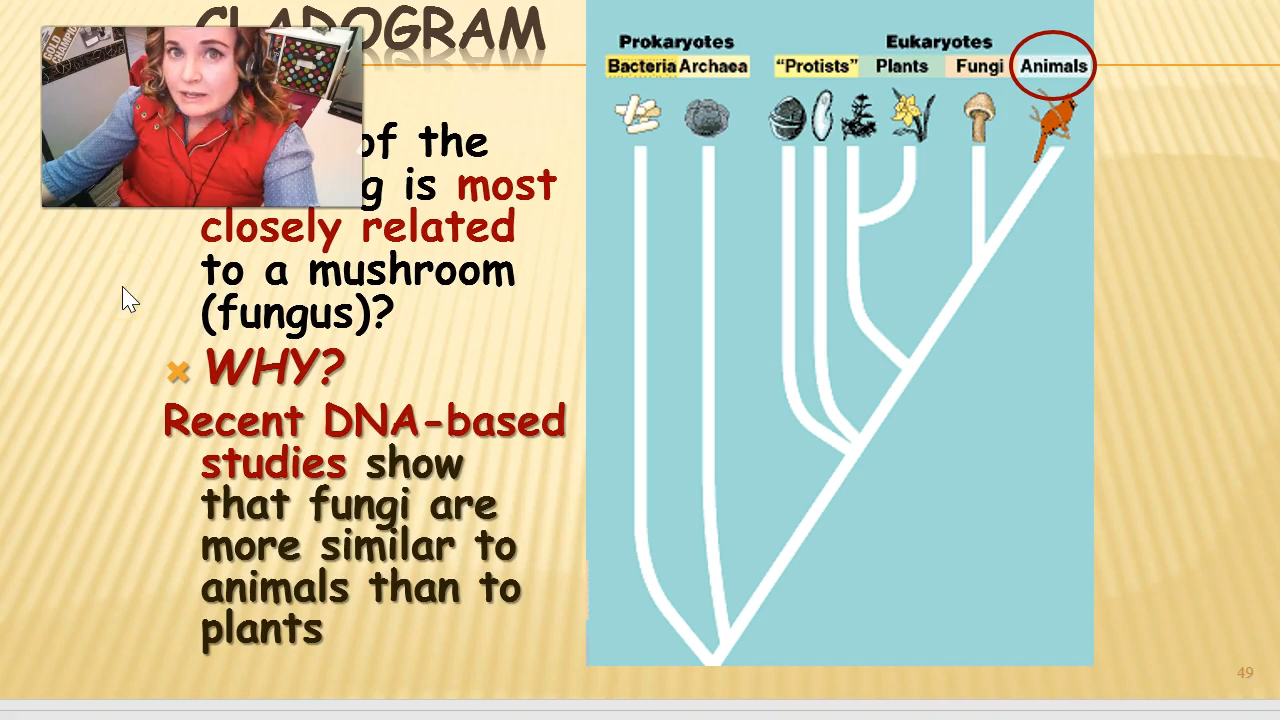 CLADOGRAM
of the
g is most
closely related
to a mushroom
(fungus)?
WHY?
Recent DNA-based
studies show
that fungi are
more similar to
animals than to
plants
Prokaryotes Eukaryotes
Bacteria Archaea "Protists" Plants Fungi Animals
49